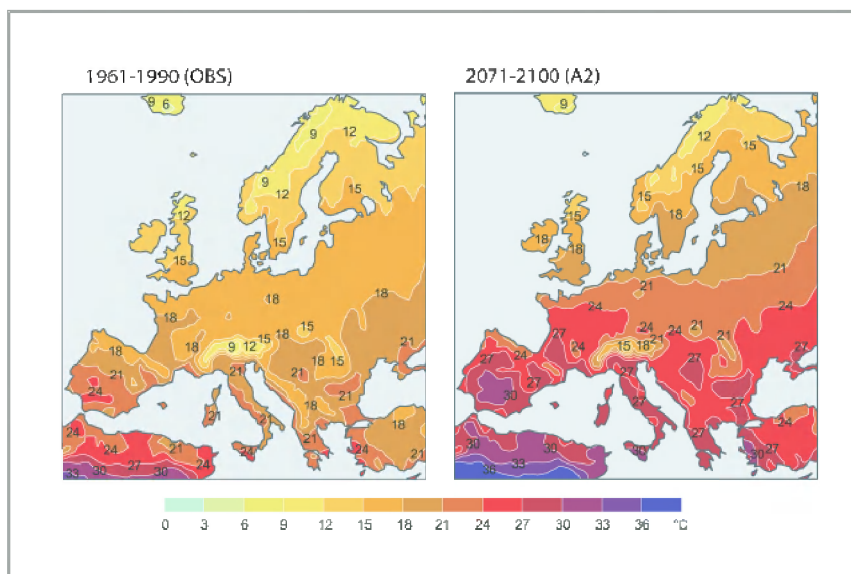 1961-1990 (OBS)
9 6
9 12
9 12 15
12
15
15
18
18
15
18 9 12 15 18
18 21
21 21 18 15
24
21 21 18
18
24 24 21 24 21 24 21
33 30 27 30 24 21
2071-2100 (A2)
9
12
15
15
15 18
15 18
18 18
21
21
24 24
27 24 24 21
24 15 18 21
27 24 27 21
27 27 27 27
30 27 27
24
30 30 30 27 30 27
36 33
0 3 6 9 12 15 18 21 24 27 30 33 36 °C